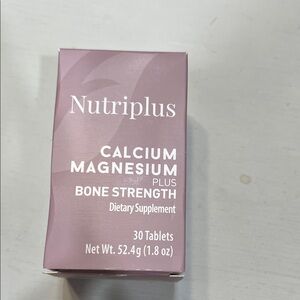 Nutriplus
CALCIUM
MAGNESIUM
PLUS
BONE STRENGTH
Dietary Supplement
30 Tablets
Net Wt. 52.4g (1.8 oz)